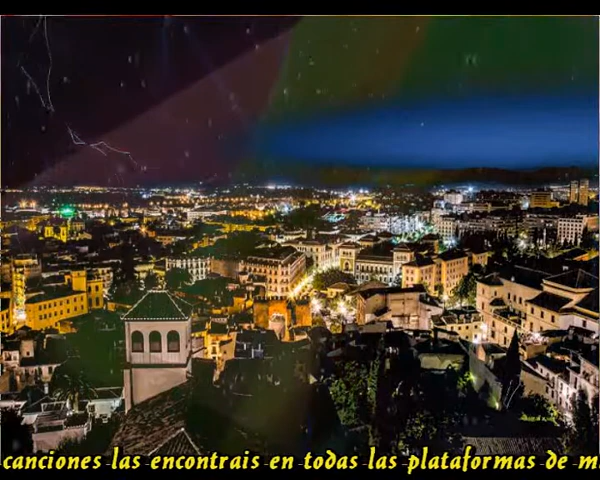 canciones las encontrais en todas las plataformas de m